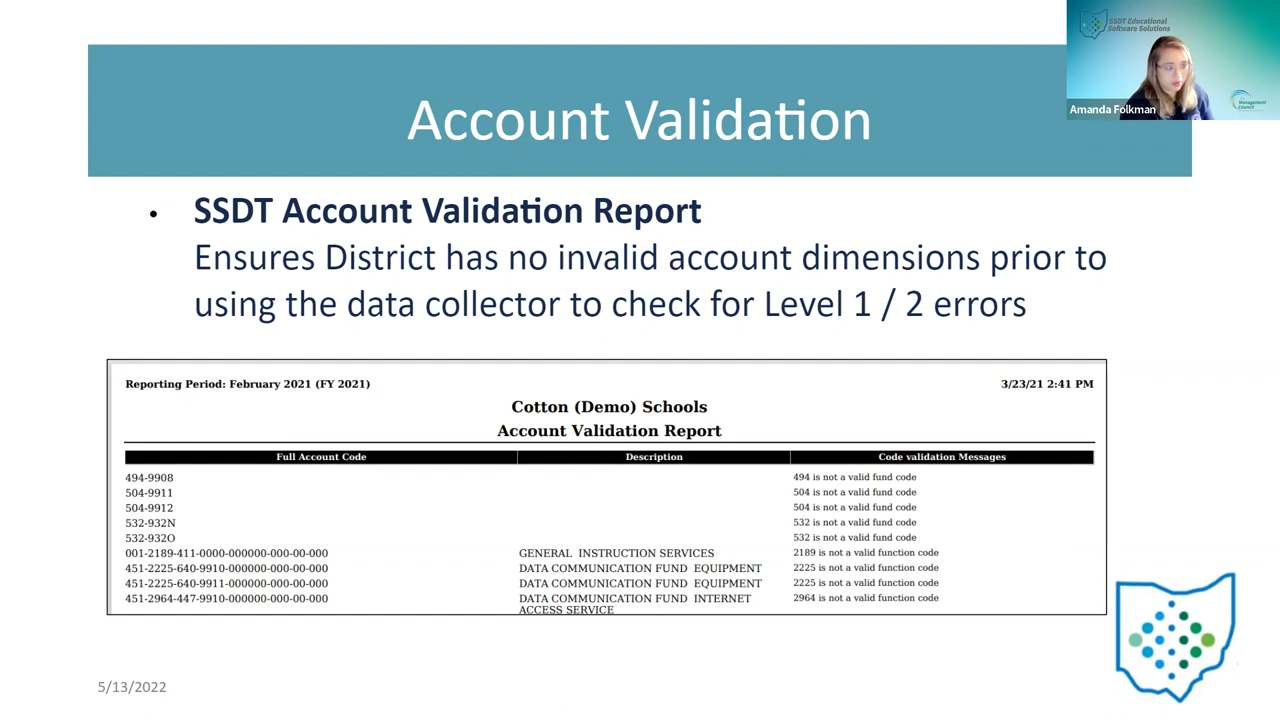 SSDT Educational
Software Solutions
Amanda Folkman
Management
Council
Account Validation
• SSDT Account Validation Report
Ensures District has no invalid account dimensions prior to
using the data collector to check for Level 1 / 2 errors
Reporting Period: February 2021 (FY 2021) 3/23/21 2:41 PM
Cotton (Demo) Schools
Account Validation Report
Full Account Code Description Code validation Messages
494-9908 494 is not a valid fund code
504-9911 504 is not a valid fund code
504-9912 504 is not a valid fund code
532-932N 532 is not a valid fund code
532-932O 532 is not a valid fund code
001-2189-411-0000-000000-000-00-000 GENERAL INSTRUCTION SERVICES 2189 is not a valid function code
451-2225-640-9910-000000-000-00-000 DATA COMMUNICATION FUND EQUIPMENT 2225 is not a valid function code
451-2225-640-9911-000000-000-00-000 DATA COMMUNICATION FUND EQUIPMENT 2225 is not a valid function code
451-2964-447-9910-000000-000-00-000 DATA COMMUNICATION FUND INTERNET 2964 is not a valid function code
ACCESS SERVICE
5/13/2022